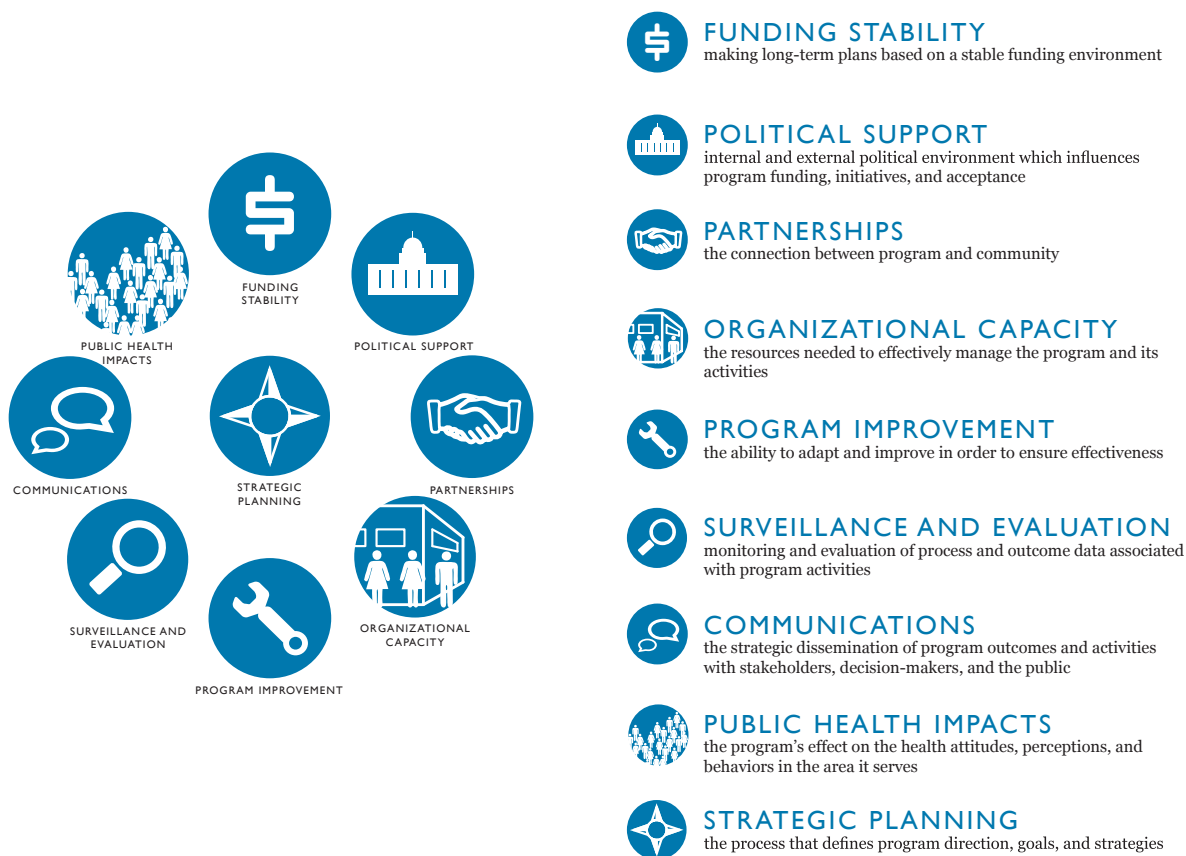 FUNDING
STABILITY
POLITICAL SUPPORT
PARTNERSHIPS
ORGANIZATIONAL
CAPACITY
PROGRAM IMPROVEMENT
SURVEILLANCE AND
EVALUATION
COMMUNICATIONS
PUBLIC HEALTH
IMPACTS
STRATEGIC
PLANNING
FUNDING STABILITY
making long-term plans based on a stable funding environment
POLITICAL SUPPORT
internal and external political environment which influences
program funding, initiatives, and acceptance
PARTNERSHIPS
the connection between program and community
ORGANIZATIONAL CAPACITY
the resources needed to effectively manage the program and its
activities
PROGRAM IMPROVEMENT
the ability to adapt and improve in order to ensure effectiveness
SURVEILLANCE AND EVALUATION
monitoring and evaluation of process and outcome data associated
with program activities
COMMUNICATIONS
the strategic dissemination of program outcomes and activities
with stakeholders, decision-makers, and the public
PUBLIC HEALTH IMPACTS
the program's effect on the health attitudes, perceptions, and
behaviors in the area it serves
STRATEGIC PLANNING
the process that defines program direction, goals, and strategies